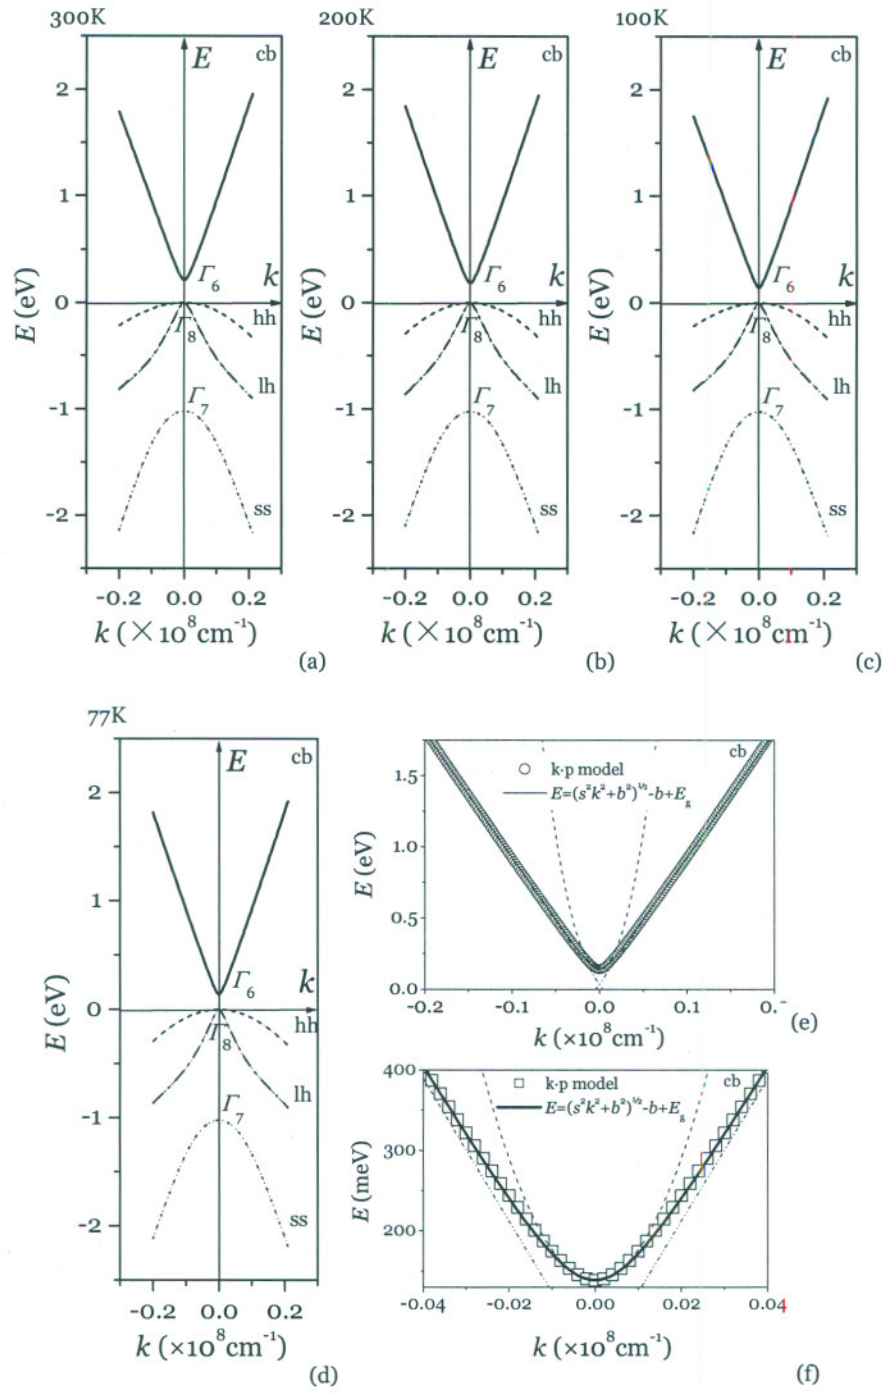 300K
200K
100K
E
cb
E
cb
E
cb
2
2
2
1
1
1
Γ6
k
Γ6
k
Γ6
k
0
0
0
hh
hh
hh
Γ8
Γ8
Γ8
lh
lh
lh
-1
-1
-1
Γ7
Γ7
Γ7
-2
-2
-2
ss
ss
ss
E (eV)
E (eV)
E (eV)
-0.2 0.0 0.2
-0.2 0.0 0.2
-0.2 0.0 0.2
k (×10⁸cm⁻¹)
k (×10⁸cm⁻¹)
k (×10⁸cm⁻¹)
(a)
(b)
(c)
77K
E
cb
2
1
Γ6
k
0
hh
Γ8
lh
-1
Γ7
-2
ss
E (eV)
-0.2 0.0 0.2
k (×10⁸cm⁻¹)
(d)
cb
k·p model
E=(s²k²+b²)^½-b+Eg
1.5
1.0
0.5
0.0
E (eV)
-0.2 -0.1 0.0 0.1
k (×10⁸cm⁻¹)
(e)
cb
k·p model
E=(s²k²+b²)^½-b+Eg
400
300
200
E (meV)
-0.04 -0.02 0.00 0.02 0.04
k (×10⁸cm⁻¹)
(f)